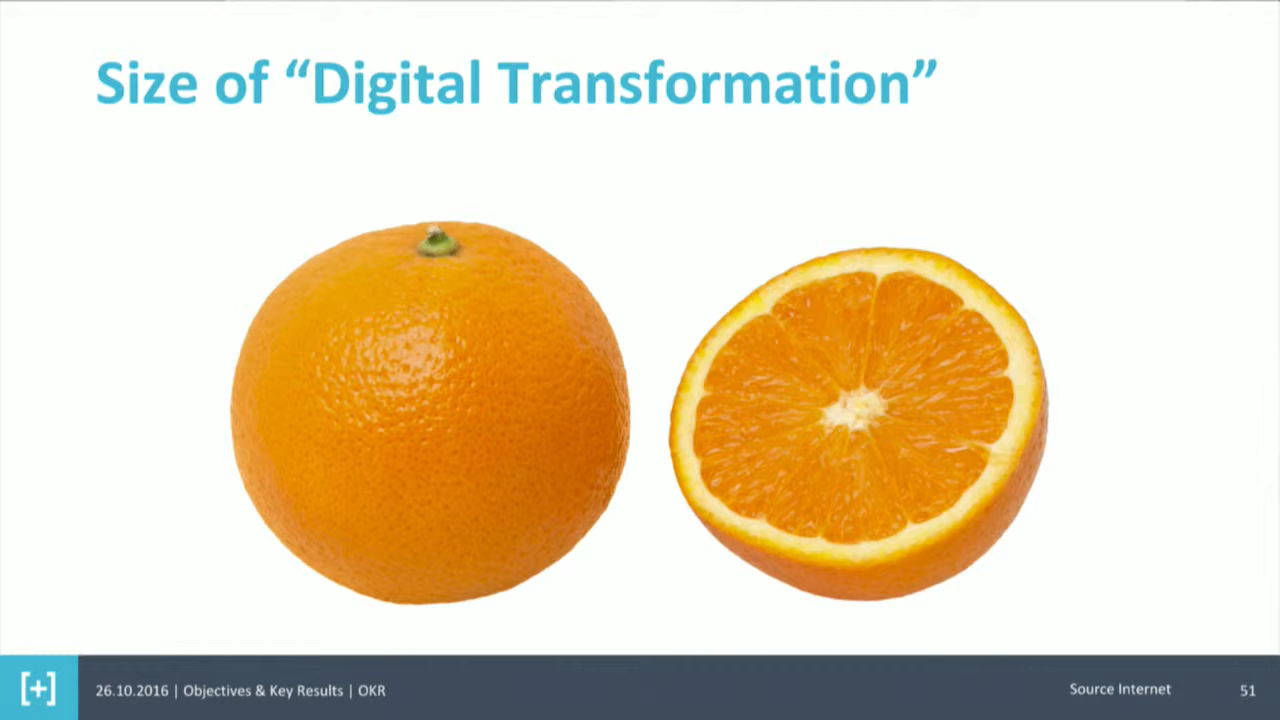 Size of “Digital Transformation”
[+]
26.10.2016 | Objectives & Key Results | OKR
Source Internet
51